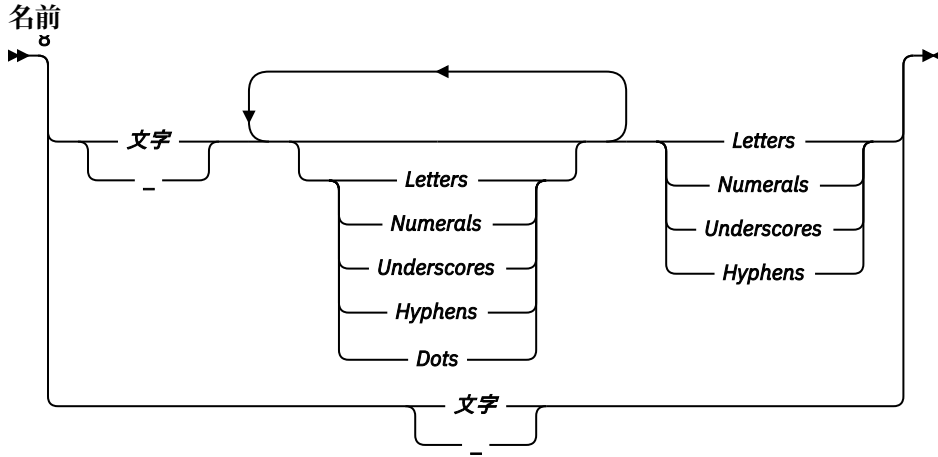 名前
文字 Letters
_ Letters Numerals
Numerals Underscores
Underscores Hyphens
Hyphens
Dots
文字
_